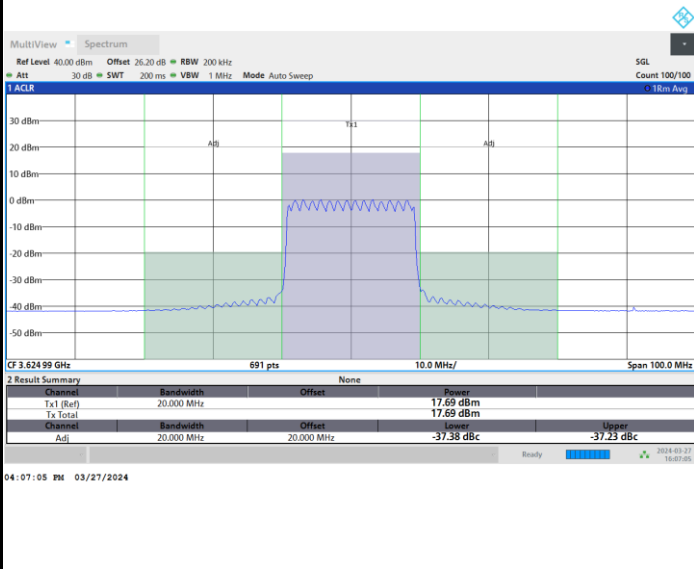 MultiView Spectrum
Ref Level 40.00 dBm Offset 26.20 dB RBW 200 kHz SGL
Att 30 dB SWT 200 ms VBW 1 MHz Mode Auto Sweep Count 100/100
1 ACLR 1Rm Avg
30 dBm
Tx1
20 dBm Adj Adj
10 dBm
0 dBm
-10 dBm
-20 dBm
-30 dBm
-40 dBm
-50 dBm
CF 3.624 99 GHz 691 pts 10.0 MHz/ Span 100.0 MHz
2 Result Summary None
Channel Bandwidth Offset Power
Tx1 (Ref) 20.000 MHz 17.69 dBm
Tx Total 17.69 dBm
Channel Bandwidth Offset Lower Upper
Adj 20.000 MHz 20.000 MHz -37.38 dBc -37.23 dBc
Ready 2024-03-27
16:07:05
04:07:05 PM 03/27/2024